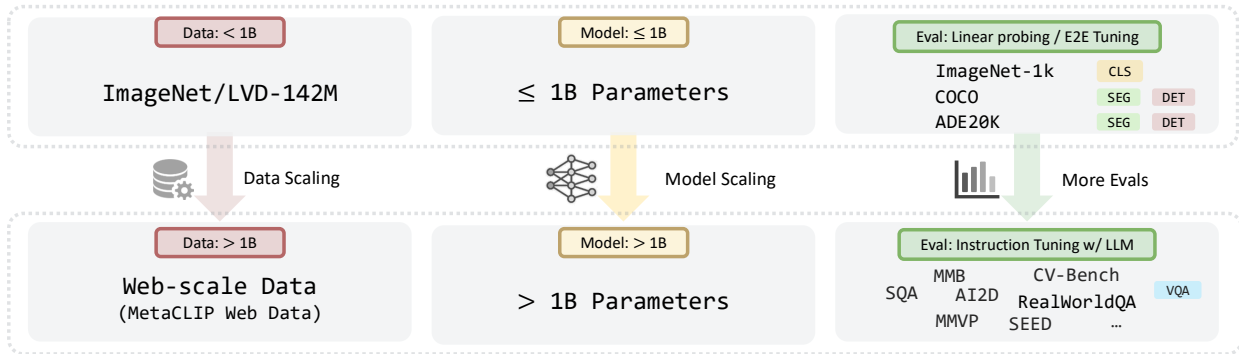 Data: < 1B
ImageNet/LVD-142M
Model: ≤ 1B
≤ 1B Parameters
Eval: Linear probing / E2E Tuning
ImageNet-1k CLS
COCO SEG DET
ADE20K SEG DET
Data Scaling
Model Scaling
More Evals
Data: > 1B
Web-scale Data
(MetaCLIP Web Data)
Model: > 1B
> 1B Parameters
Eval: Instruction Tuning w/ LLM
MMB CV-Bench
SQA AI2D RealWorldQA VQA
MMVP SEED …